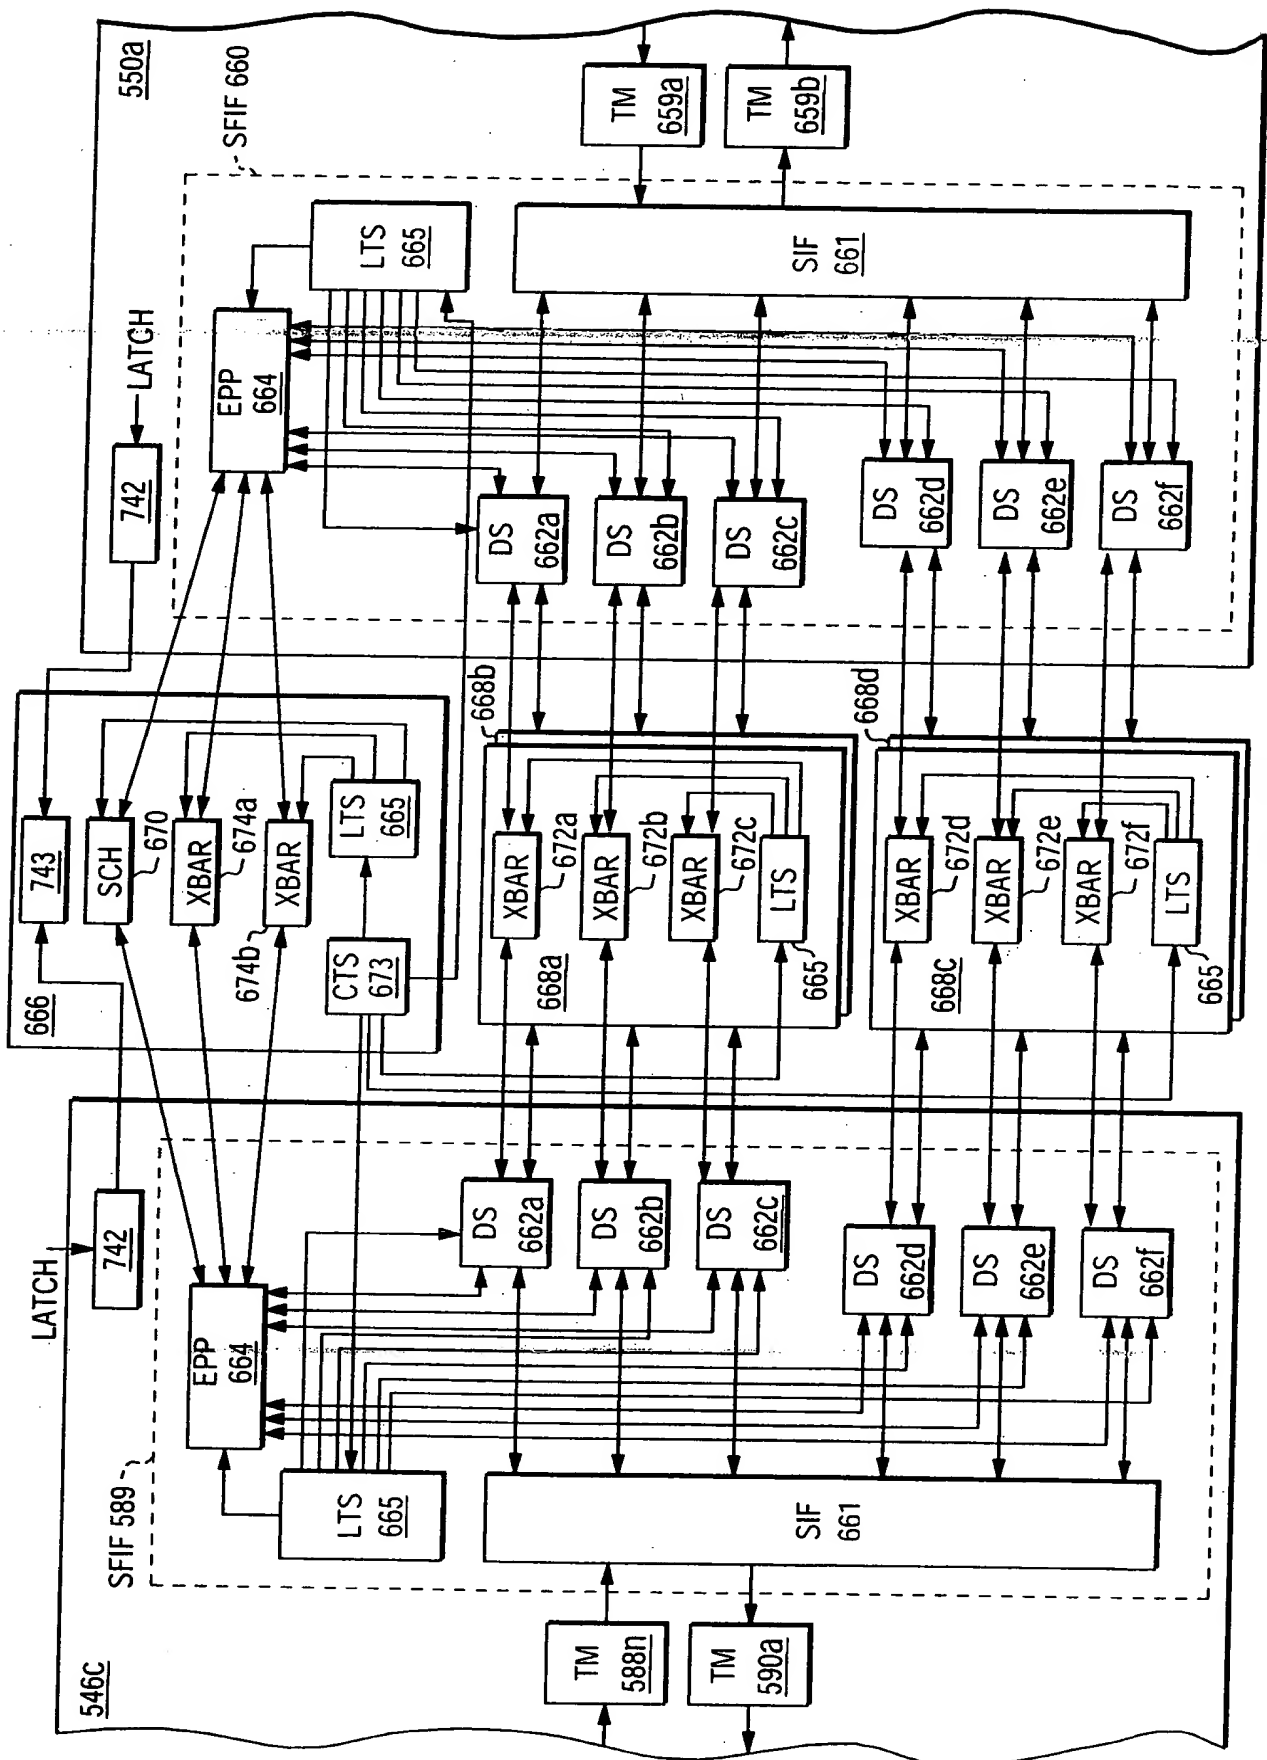 546C
LATCH
742
SFIF 589
EPP
664
LTS
665
SIF
661
TM
588n
TM
590a
DS
662a
DS
662b
DS
662c
DS
662d
DS
662e
DS
662f
666
743
SCH
670
XBAR
674a
XBAR
674b
LTS
665
CTS
673
668b
XBAR
672a
XBAR
672b
XBAR
672c
LTS
665
668a
668d
XBAR
672d
XBAR
672e
XBAR
672f
LTS
665
668c
550a
SFIF 660
LATCH
742
EPP
664
LTS
665
SIF
661
DS
662a
DS
662b
DS
662c
DS
662d
DS
662e
DS
662f
TM
659a
TM
659b